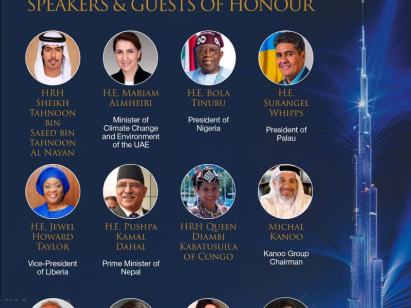 SPEAKERS & GUESTS OF HONOUR
HRH
SHEIKH
TAHNOON
BIN
SAEED BIN
TAHNOON
AL NAYAN
H.E. MARIAM
ALMHEIRI
Minister of
Climate Change
and Environment
of the UAE
H.E. BOLA
TINUBU
President of
Nigeria
H.E.
SURANGEL
WHIPPS
President of
Palau
H.E. JEWEL
HOWARD
TAYLOR
Vice-President
of Liberia
H.E. PUSHPA
KAMAL
DAHAL
Prime Minister of
Nepal
HRH QUEEN
DIAMBI
KABATUSUILA
OF CONGO
MICHAL
KANOO
Kanoo Group
Chairman